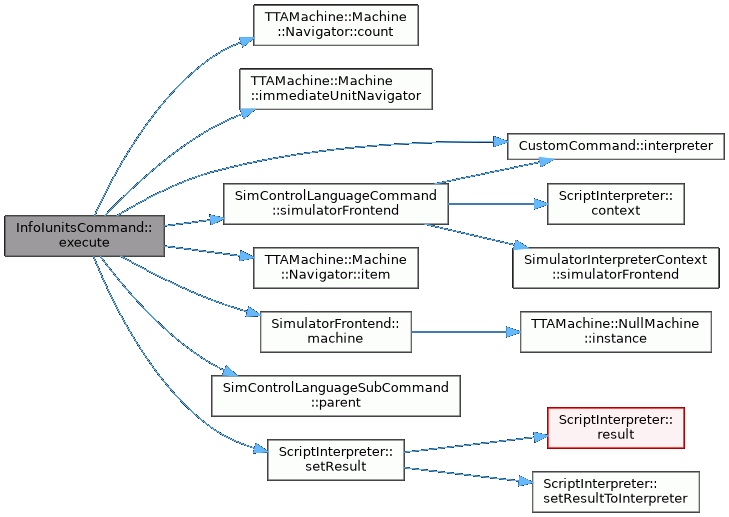 TTAMachine::Machine
::Navigator::count
TTAMachine::Machine
::immediateUnitNavigator
CustomCommand::interpreter
SimControlLanguageCommand
::simulatorFrontend
ScriptInterpreter::
context
InfoIunitsCommand::
execute
TTAMachine::Machine
::Navigator::item
SimulatorInterpreterContext
::simulatorFrontend
SimulatorFrontend::
machine
TTAMachine::NullMachine
::instance
SimControlLanguageSubCommand
::parent
ScriptInterpreter::
result
ScriptInterpreter::
setResult
ScriptInterpreter::
setResultToInterpreter